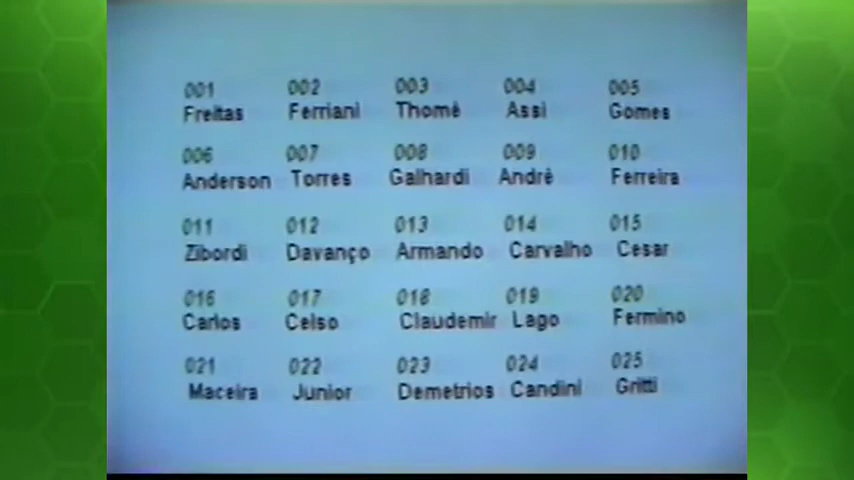 001 002 003 004 005
Freitas Ferriani Thomê Assi Gomes
006 007 008 009 010
Anderson Torres Galhardi Andrè Ferreira
011 012 013 014 015
Zibordi Davanço Armando Carvalho Cesar
016 017 018 019 020
Carlos Celso Claudemir Lago Fermino
021 022 023 024 025
Maceira Junior Demetrios Candini Gritti